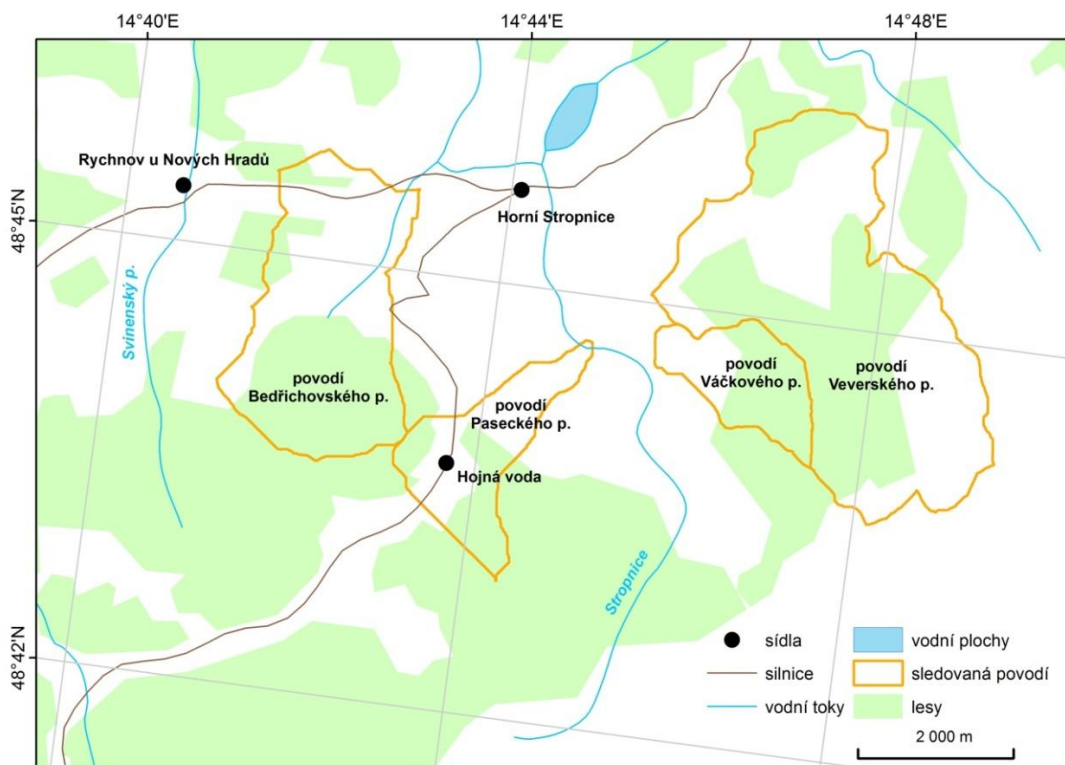 14°40'E
14°44'E
14°48'E
Rychnov u Nových Hradů
48°45'N
Horní Stropnice
Svinenský p.
povodí
Bedřichovského p.
povodí
Paseckého p.
povodí
Váčkového p.
povodí
Veverského p.
Hojná voda
Stropnice
48°42'N
sídla
silnice
vodní toky
vodní plochy
sledovaná povodí
lesy
2 000 m